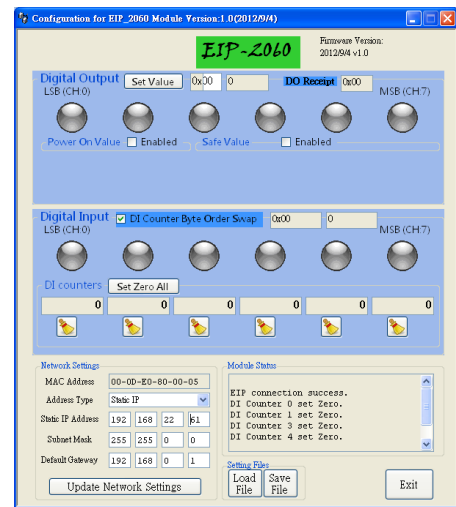 Configuration for EIP_2060 Module Version:1.0(2012/9/4)
EIP-2060
Firmware Version:
2012/9/4 v1.0
Digital Output
Set Value
0x00
0
DO Receipt
0x00
LSB (CH:0)
MSB (CH:7)
Power On Value
Enabled
Safe Value
Enabled
Digital Input
DI Counter Byte Order Swap
0x00
0
LSB (CH:0)
MSB (CH:7)
DI counters
Set Zero All
0 0 0 0 0 0
Network Settings
MAC Address 00-0D-E0-80-00-05
Address Type Static IP
Static IP Address 192 168 22 61
Subnet Mask 255 255 0 0
Default Gateway 192 168 0 1
Update Network Settings
Module Status
EIP connection success.
DI Counter 0 set Zero.
DI Counter 1 set Zero.
DI Counter 3 set Zero.
DI Counter 4 set Zero.
Setting Files
Load File
Save File
Exit